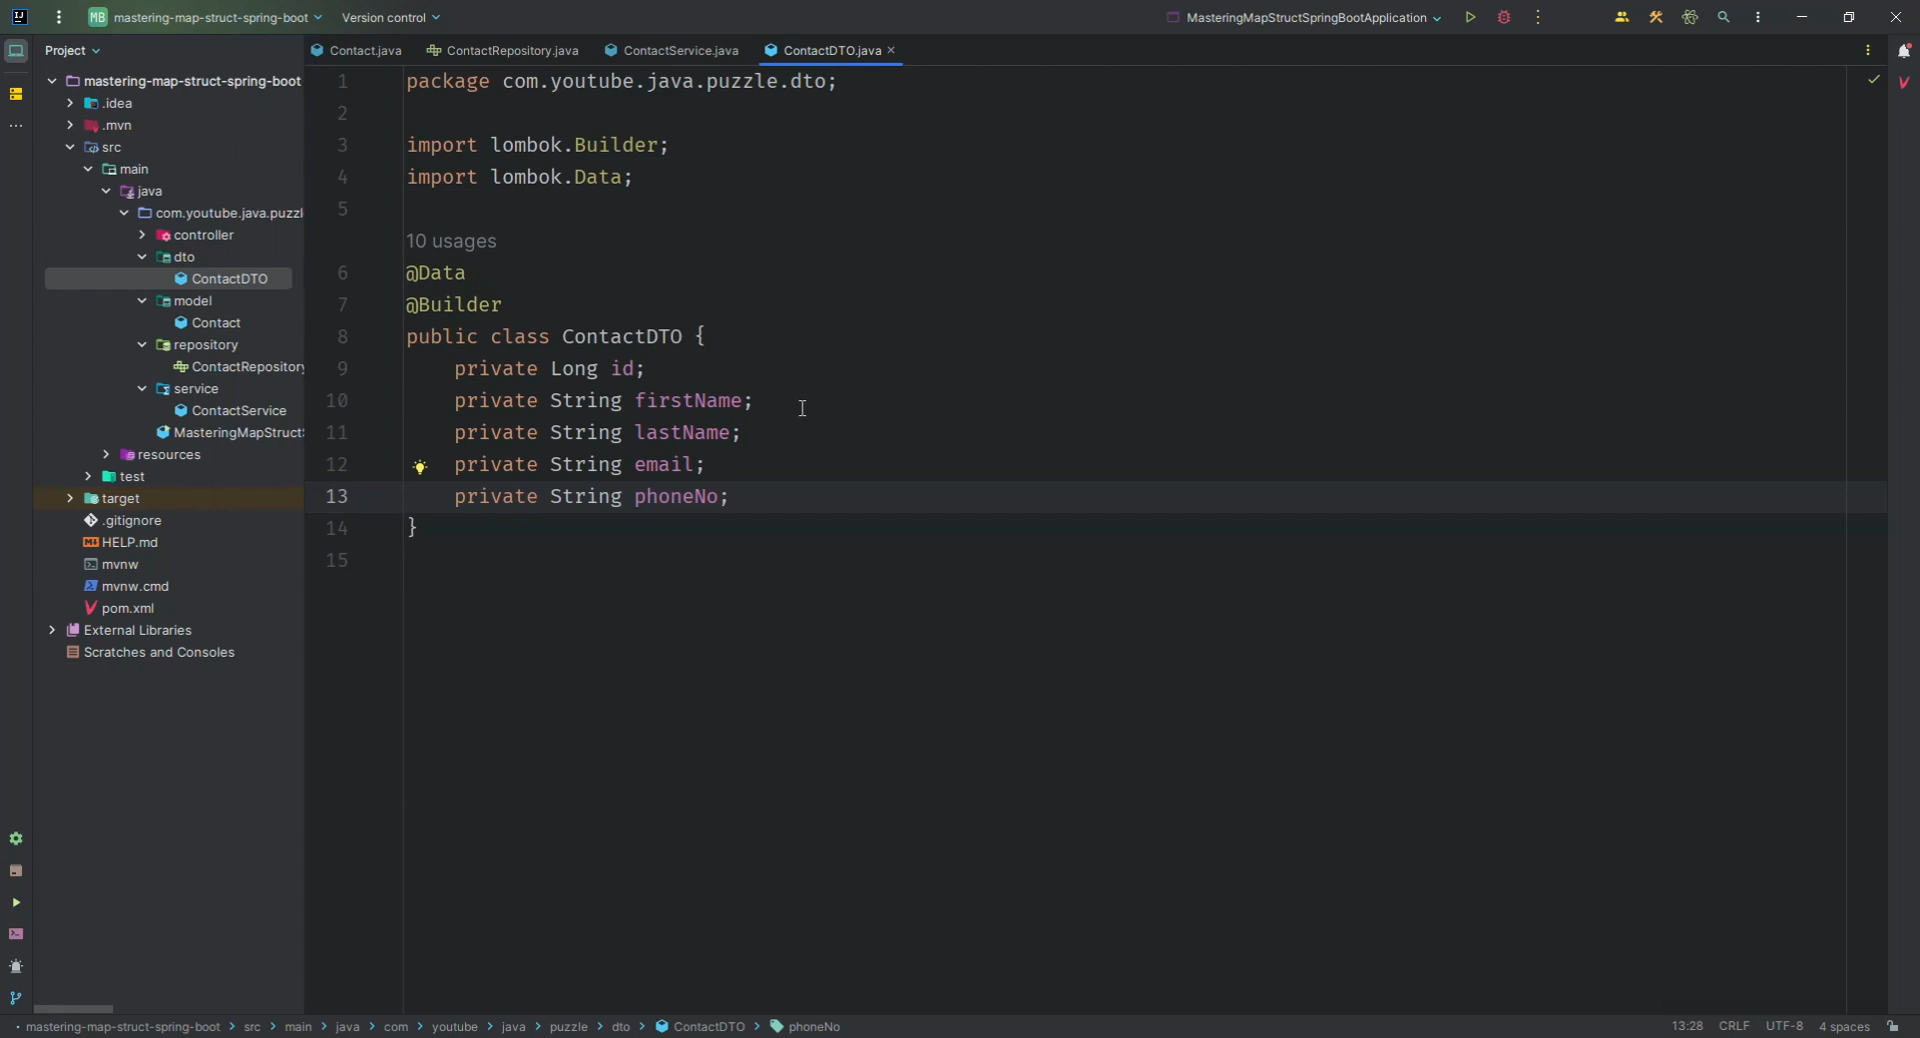 MB mastering-map-struct-spring-boot Version control MasteringMapStructSpringBootApplication
Project
Contact.java ContactRepository.java ContactService.java ContactDTO.java
mastering-map-struct-spring-boot
.idea
.mvn
src
main
java
com.youtube.java.puzzl
controller
dto
ContactDTO
model
Contact
repository
ContactRepository
service
ContactService
MasteringMapStruct
resources
test
target
.gitignore
HELP.md
mvnw
mvnw.cmd
pom.xml
External Libraries
Scratches and Consoles
1 package com.youtube.java.puzzle.dto;
2
3 import lombok.Builder;
4 import lombok.Data;
5
10 usages
6 @Data
7 @Builder
8 public class ContactDTO {
9 private Long id;
10 private String firstName;
11 private String lastName;
12 private String email;
13 private String phoneNo;
14 }
15
mastering-map-struct-spring-boot > src > main > java > com > youtube > java > puzzle > dto > ContactDTO > phoneNo 13:28 CRLF UTF-8 4 spaces